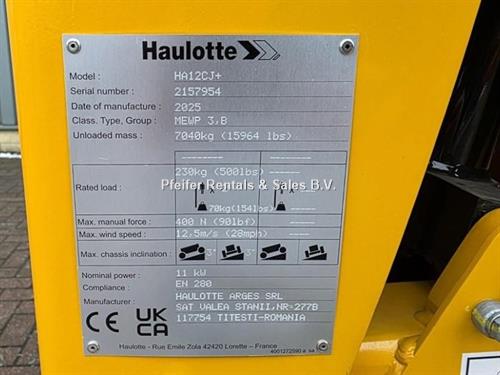 Haulotte
Model : HA12CJ+
Serial number : 2157954
Date of manufacture : 2025
Class. Type, Group : MEWP 3,B
Unloaded mass : 7040kg (15964 lbs)
--------- ---------
230kg (500lbs) -----
Pfeifer Rentals & Sales B.V.
Rated load : x x
70kg(154lbs) -----
Max. manual force : 400 N (90lbf) -----
Max. wind speed : 12,5m/s (28mph) -----
Max. chassis inclination : 3° 3°
Nominal power : 11 kW
Compliance : EN 280
Manufacturer : HAULOTTE ARGES SRL
SAT VALEA STANII,NR=277B
117754 TITESTI-ROMANIA
CE UK
CA
Haulotte - Rue Emile Zola 42420 Lorette – France